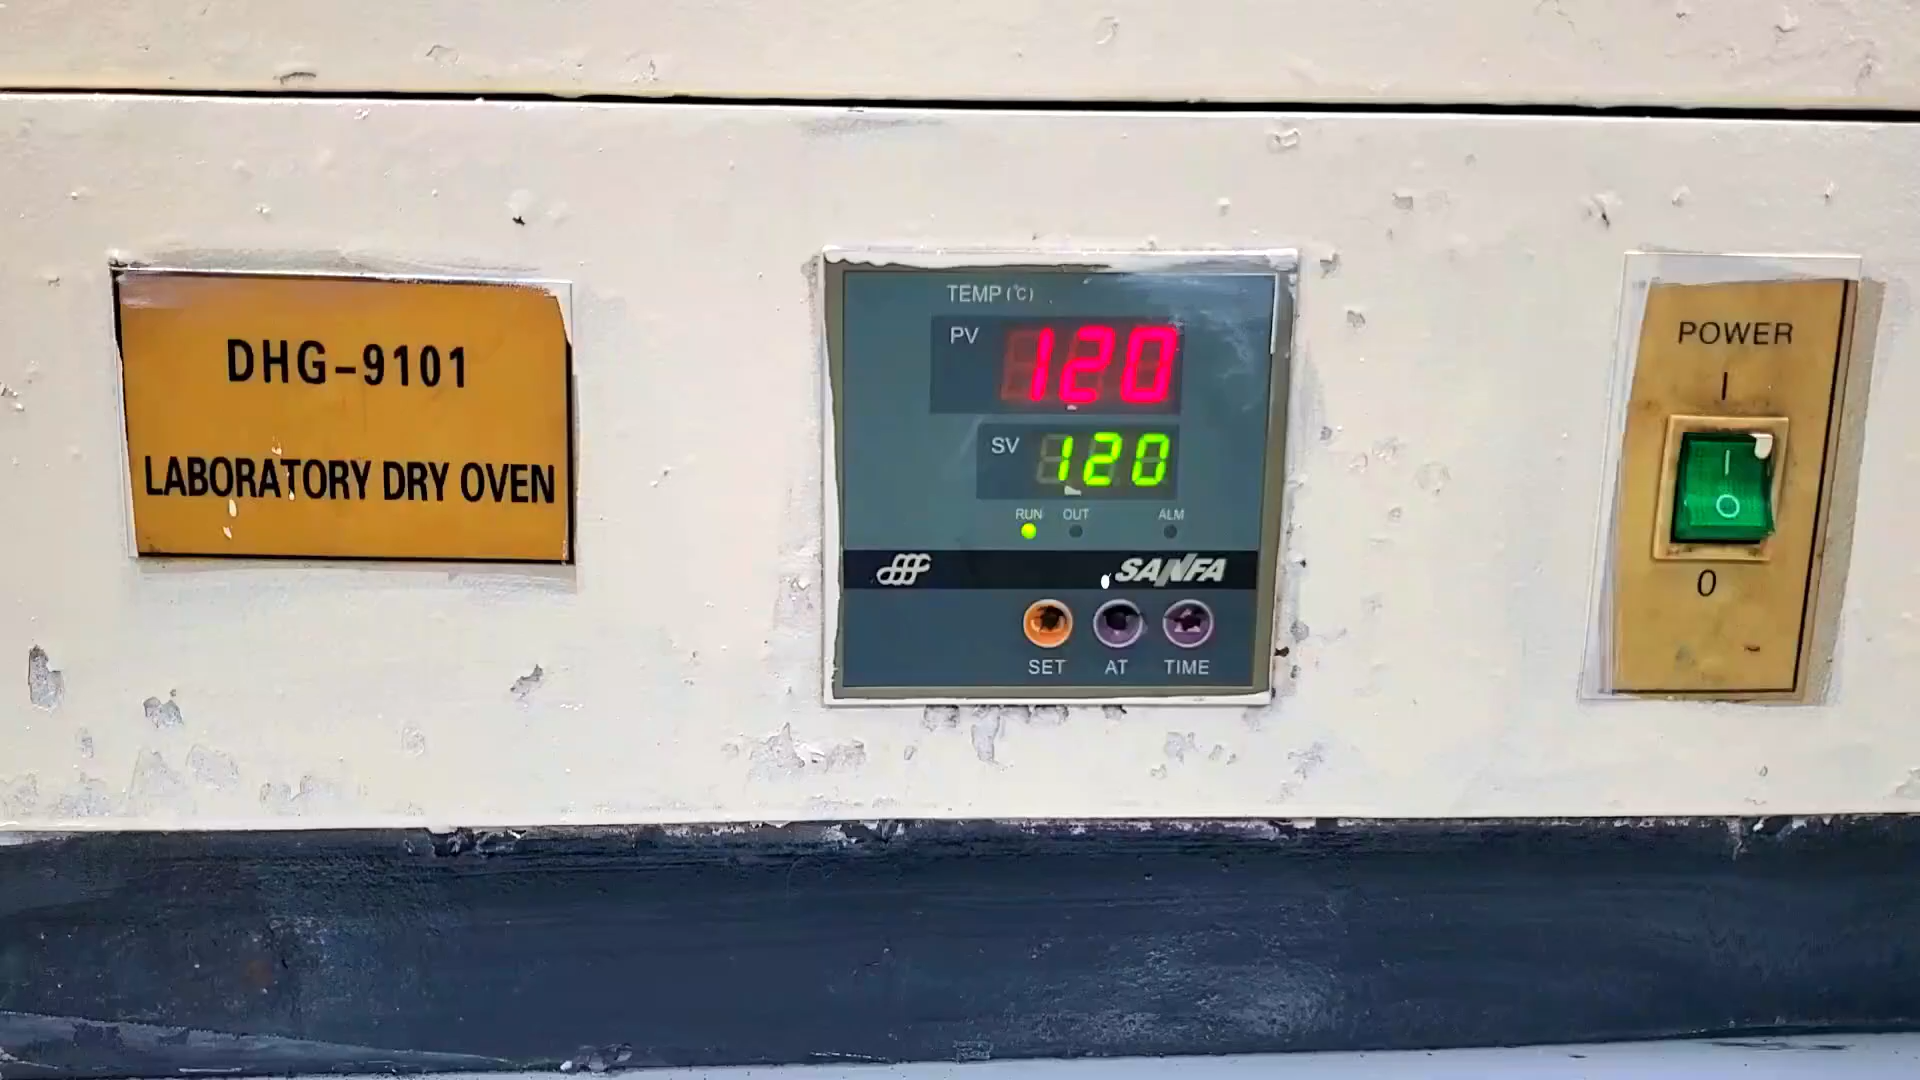 DHG-9101
LABORATORY DRY OVEN
TEMP (℃)
PV 120
SV 120
RUN OUT ALM
SANFA
SET AT TIME
POWER
I
I
O
0